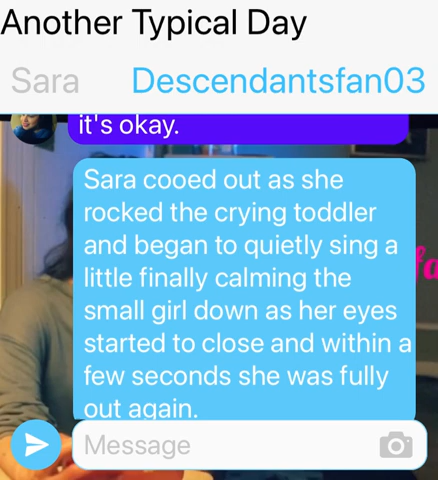 Another Typical Day
Sara Descendantsfan03
it's okay.
Sara cooed out as she
rocked the crying toddler
and began to quietly sing a
little finally calming the
small girl down as her eyes
started to close and within a
few seconds she was fully
out again.
fa
Message